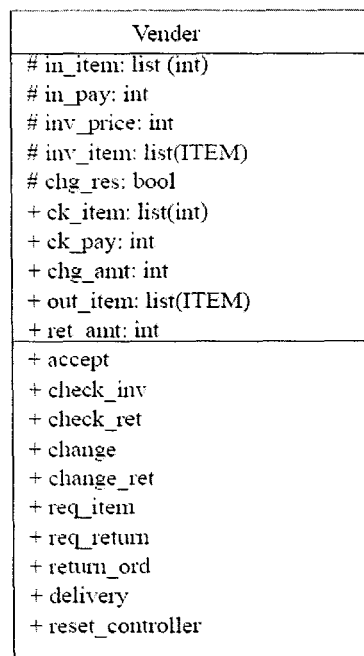 Vender
# in_item: list (int)
# in_pay: int
# inv_price: int
# inv_item: list(ITEM)
# chg_res: bool
+ ck_item: list(int)
+ ck_pay: int
+ chg_amt: int
+ out_item: list(ITEM)
+ ret_amt: int
+ accept
+ check_inv
+ check_ret
+ change
+ change_ret
+ req_item
+ req_return
+ return_ord
+ delivery
+ reset_controller